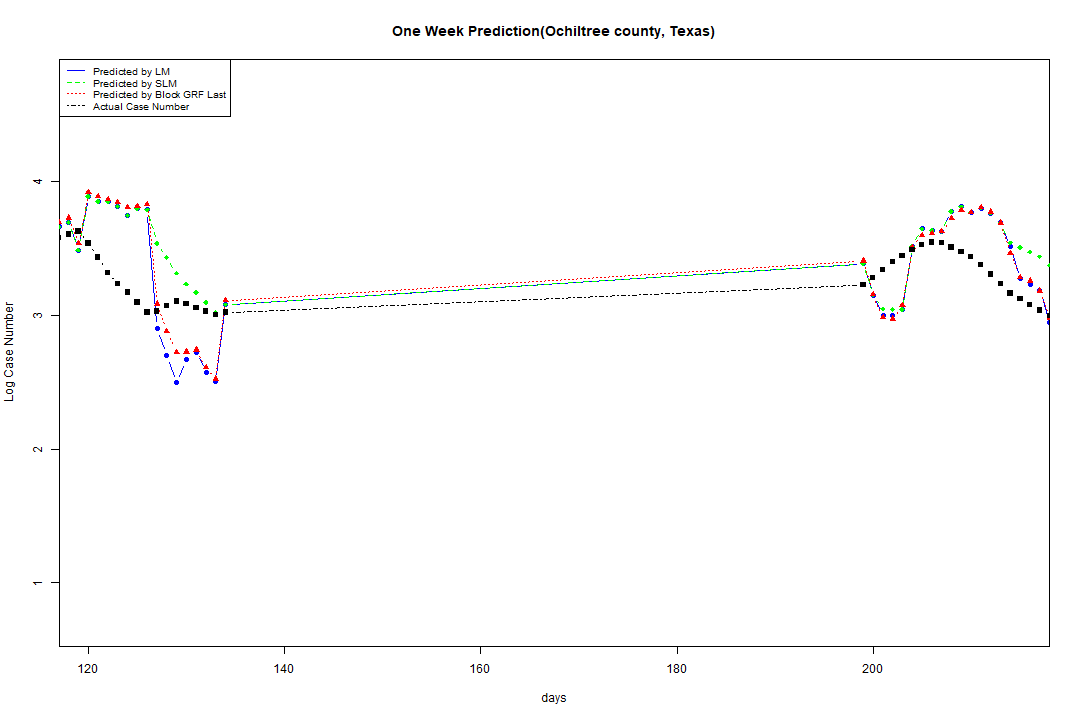 One Week Prediction(Ochiltree county, Texas)
Predicted by LM
Predicted by SLM
Predicted by Block GRF Last
Actual Case Number
4
3
2
1
Log Case Number
120 140 160 180 200
days